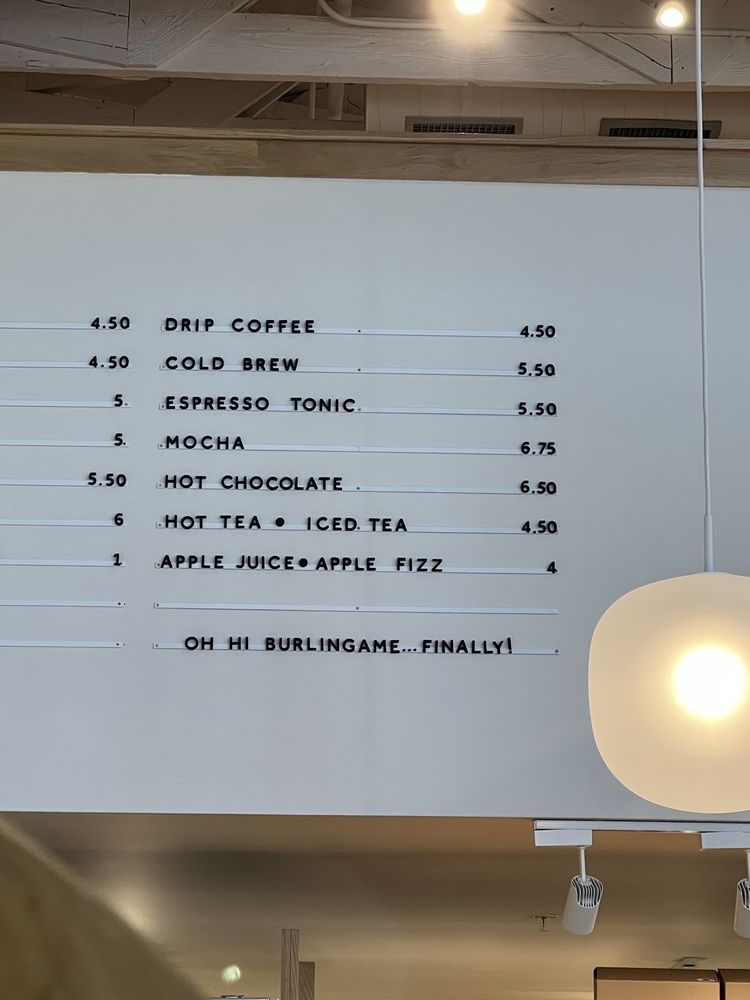 4.50 DRIP COFFEE 4.50
4.50 COLD BREW 5.50
5. ESPRESSO TONIC 5.50
5. MOCHA 6.75
5.50 HOT CHOCOLATE 6.50
6 HOT TEA • ICED TEA 4.50
1 APPLE JUICE • APPLE FIZZ 4
OH HI BURLINGAME...FINALLY!